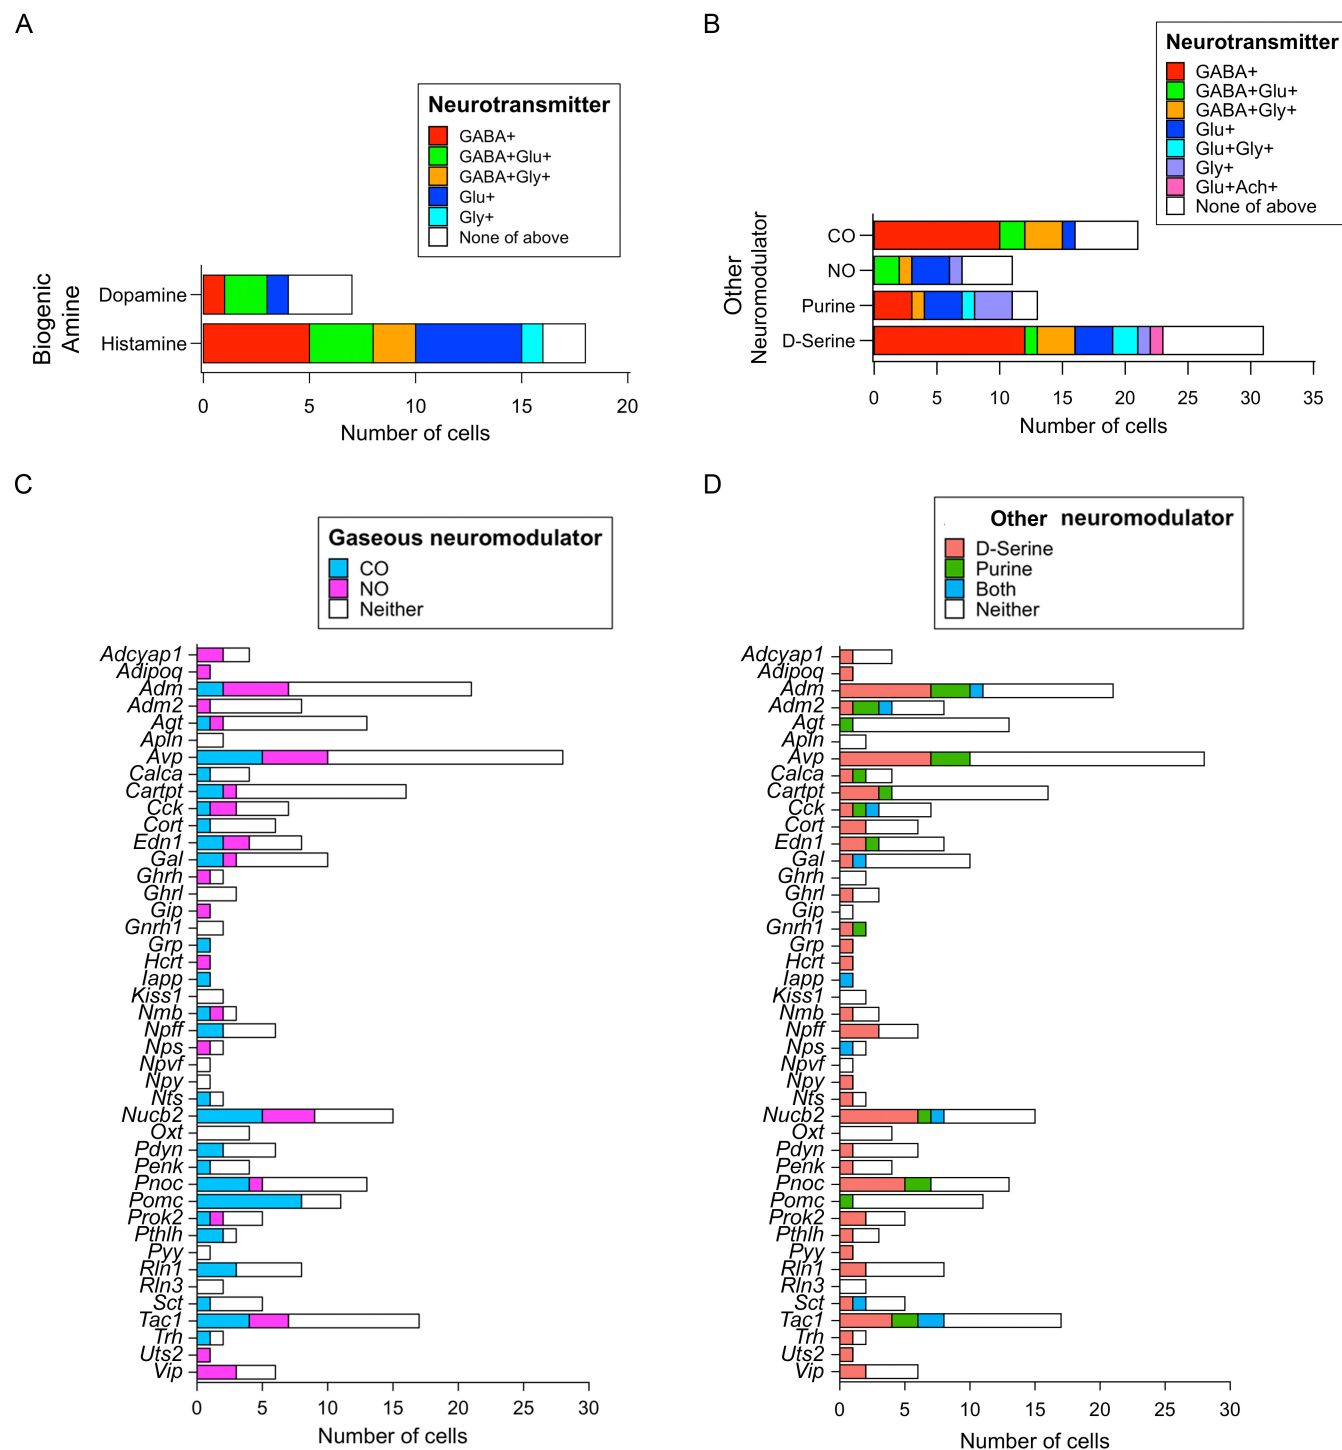 A
Neurotransmitter
GABA+
GABA+Glu+
GABA+Gly+
Glu+
Gly+
None of above
Biogenic
Amine
Dopamine
Histamine
0 5 10 15 20
Number of cells
B
Neurotransmitter
GABA+
GABA+Glu+
GABA+Gly+
Glu+
Glu+Gly+
Gly+
Glu+Ach+
None of above
Other
Neuromodulator
CO
NO
Purine
D-Serine
0 5 10 15 20 25 30 35
Number of cells
C
Gaseous neuromodulator
CO
NO
Neither
Adcyap1
Adipoq
Adm
Adm2
Agt
Apln
Avp
Calca
Cartpt
Cck
Cort
Edn1
Gal
Ghrh
Ghrl
Gip
Gnrh1
Grp
Hcrt
Iapp
Kiss1
Nmb
Npff
Nps
Npvf
Npy
Nts
Nucb2
Oxt
Pdyn
Penk
Pnoc
Pomc
Prok2
Pthlh
Pyy
Rln1
Rln3
Sct
Tac1
Trh
Uts2
Vip
0 5 10 15 20 25 30
Number of cells
D
Other neuromodulator
D-Serine
Purine
Both
Neither
Adcyap1
Adipoq
Adm
Adm2
Agt
Apln
Avp
Calca
Cartpt
Cck
Cort
Edn1
Gal
Ghrh
Ghrl
Gip
Gnrh1
Grp
Hcrt
Iapp
Kiss1
Nmb
Npff
Nps
Npvf
Npy
Nts
Nucb2
Oxt
Pdyn
Penk
Pnoc
Pomc
Prok2
Pthlh
Pyy
Rln1
Rln3
Sct
Tac1
Trh
Uts2
Vip
0 5 10 15 20 25 30
Number of cells